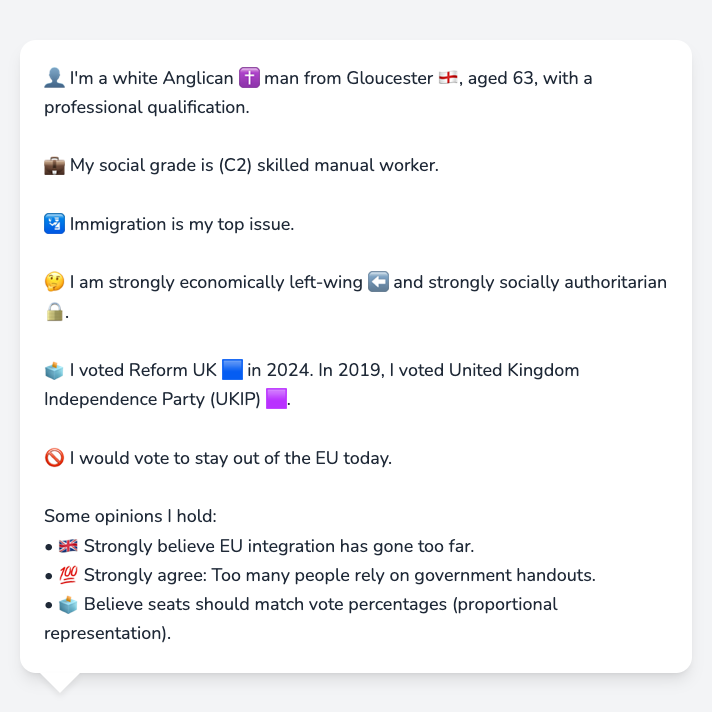 👤 I'm a white Anglican ✝️ man from Gloucester 🏴󠁧󠁢󠁥󠁮󠁧󠁿, aged 63, with a
professional qualification.
💼 My social grade is (C2) skilled manual worker.
🛂 Immigration is my top issue.
🤔 I am strongly economically left-wing ⬅️ and strongly socially authoritarian
🔒.
🗳️ I voted Reform UK 🟦 in 2024. In 2019, I voted United Kingdom
Independence Party (UKIP) 🟪.
🚫 I would vote to stay out of the EU today.
Some opinions I hold:
• 🇬🇧 Strongly believe EU integration has gone too far.
• 💯 Strongly agree: Too many people rely on government handouts.
• 🗳️ Believe seats should match vote percentages (proportional
representation).